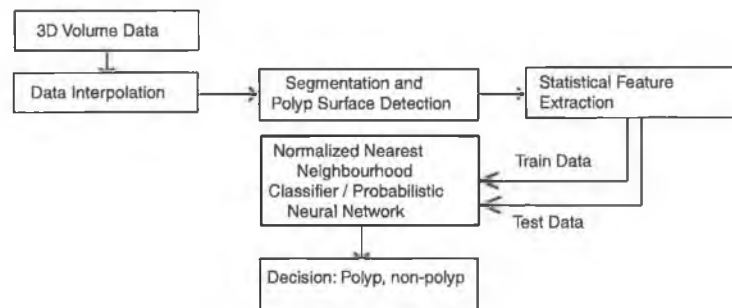 3D Volume Data
Data Interpolation
Segmentation and
Polyp Surface Detection
Statistical Feature
Extraction
Normalized Nearest
Neighbourhood
Classifier / Probabilistic
Neural Network
Train Data
Test Data
Decision: Polyp, non-polyp